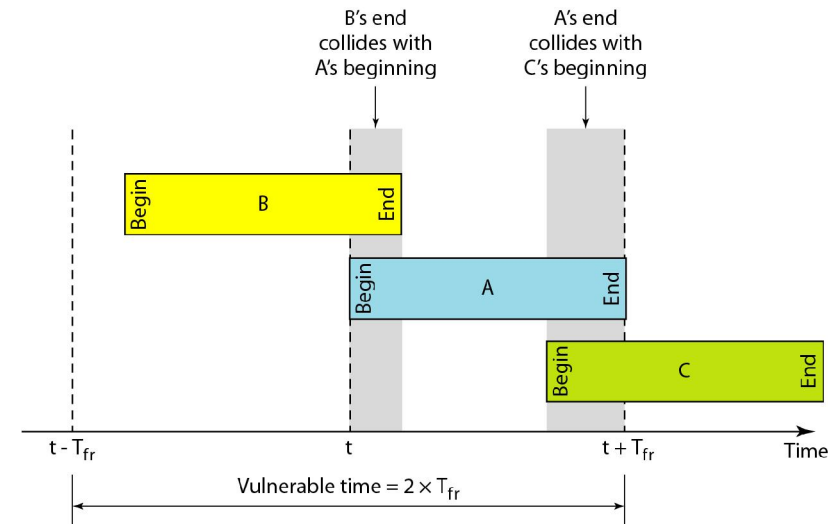 B's end
collides with
A's beginning
A's end
collides with
C's beginning
Begin
B
End
Begin
A
End
Begin
C
End
t - Tfr
t
t + Tfr
Time
Vulnerable time = 2 × Tfr